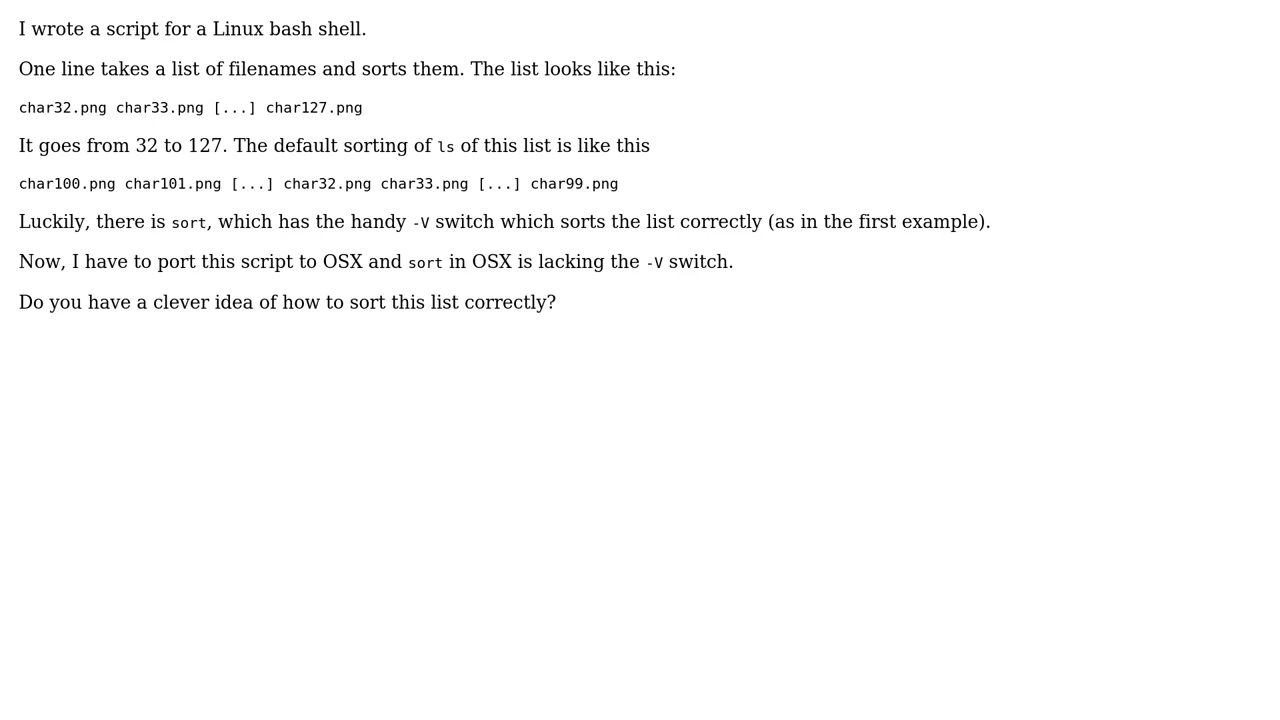 I wrote a script for a Linux bash shell.
One line takes a list of filenames and sorts them. The list looks like this:
char32.png char33.png [...] char127.png
It goes from 32 to 127. The default sorting of ls of this list is like this
char100.png char101.png [...] char32.png char33.png [...] char99.png
Luckily, there is sort, which has the handy -V switch which sorts the list correctly (as in the first example).
Now, I have to port this script to OSX and sort in OSX is lacking the -V switch.
Do you have a clever idea of how to sort this list correctly?